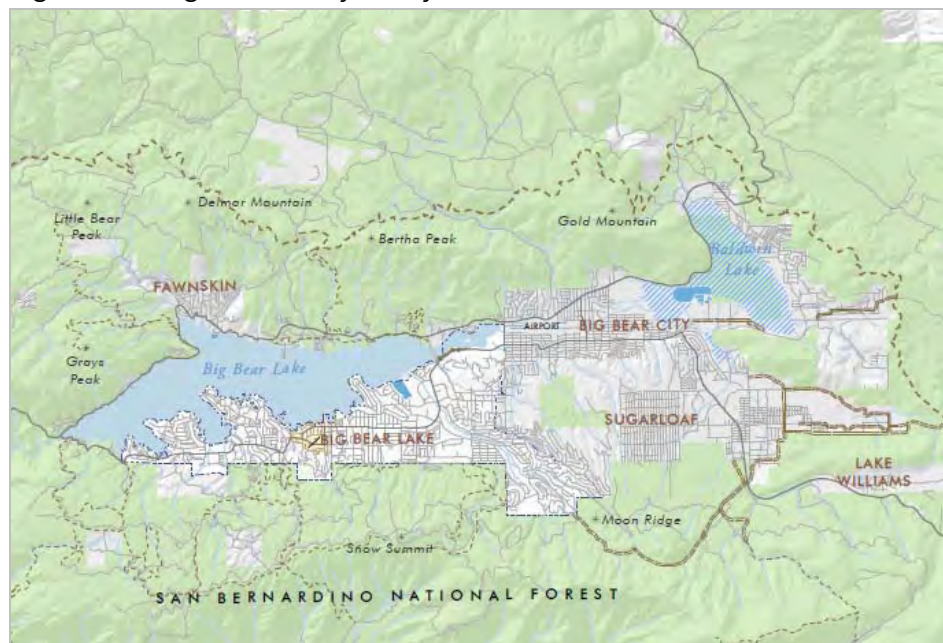 Delmar Mountain
Little Bear
Peak
Gold Mountain
Bertha Peak
Baldwin
Lake
FAWNSKIN
AIRPORT
BIG BEAR CITY
Grays
Peak
Big Bear Lake
SUGARLOAF
BIG BEAR LAKE
LAKE
WILLIAMS
Moon Ridge
Snow Summit
SAN BERNARDINO NATIONAL FOREST